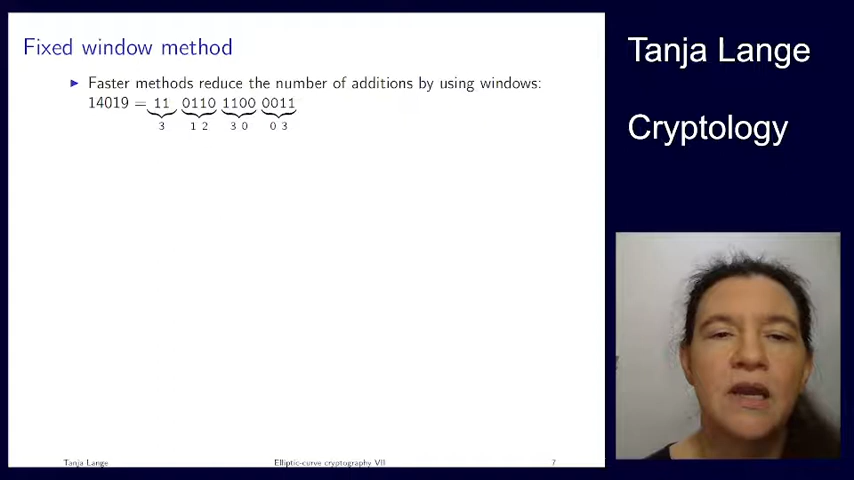 Fixed window method
▶ Faster methods reduce the number of additions by using windows:
14019 = 11 0110 1100 0011
3 1 2 3 0 0 3
Tanja Lange Elliptic-curve cryptography VII 7
Tanja Lange
Cryptology